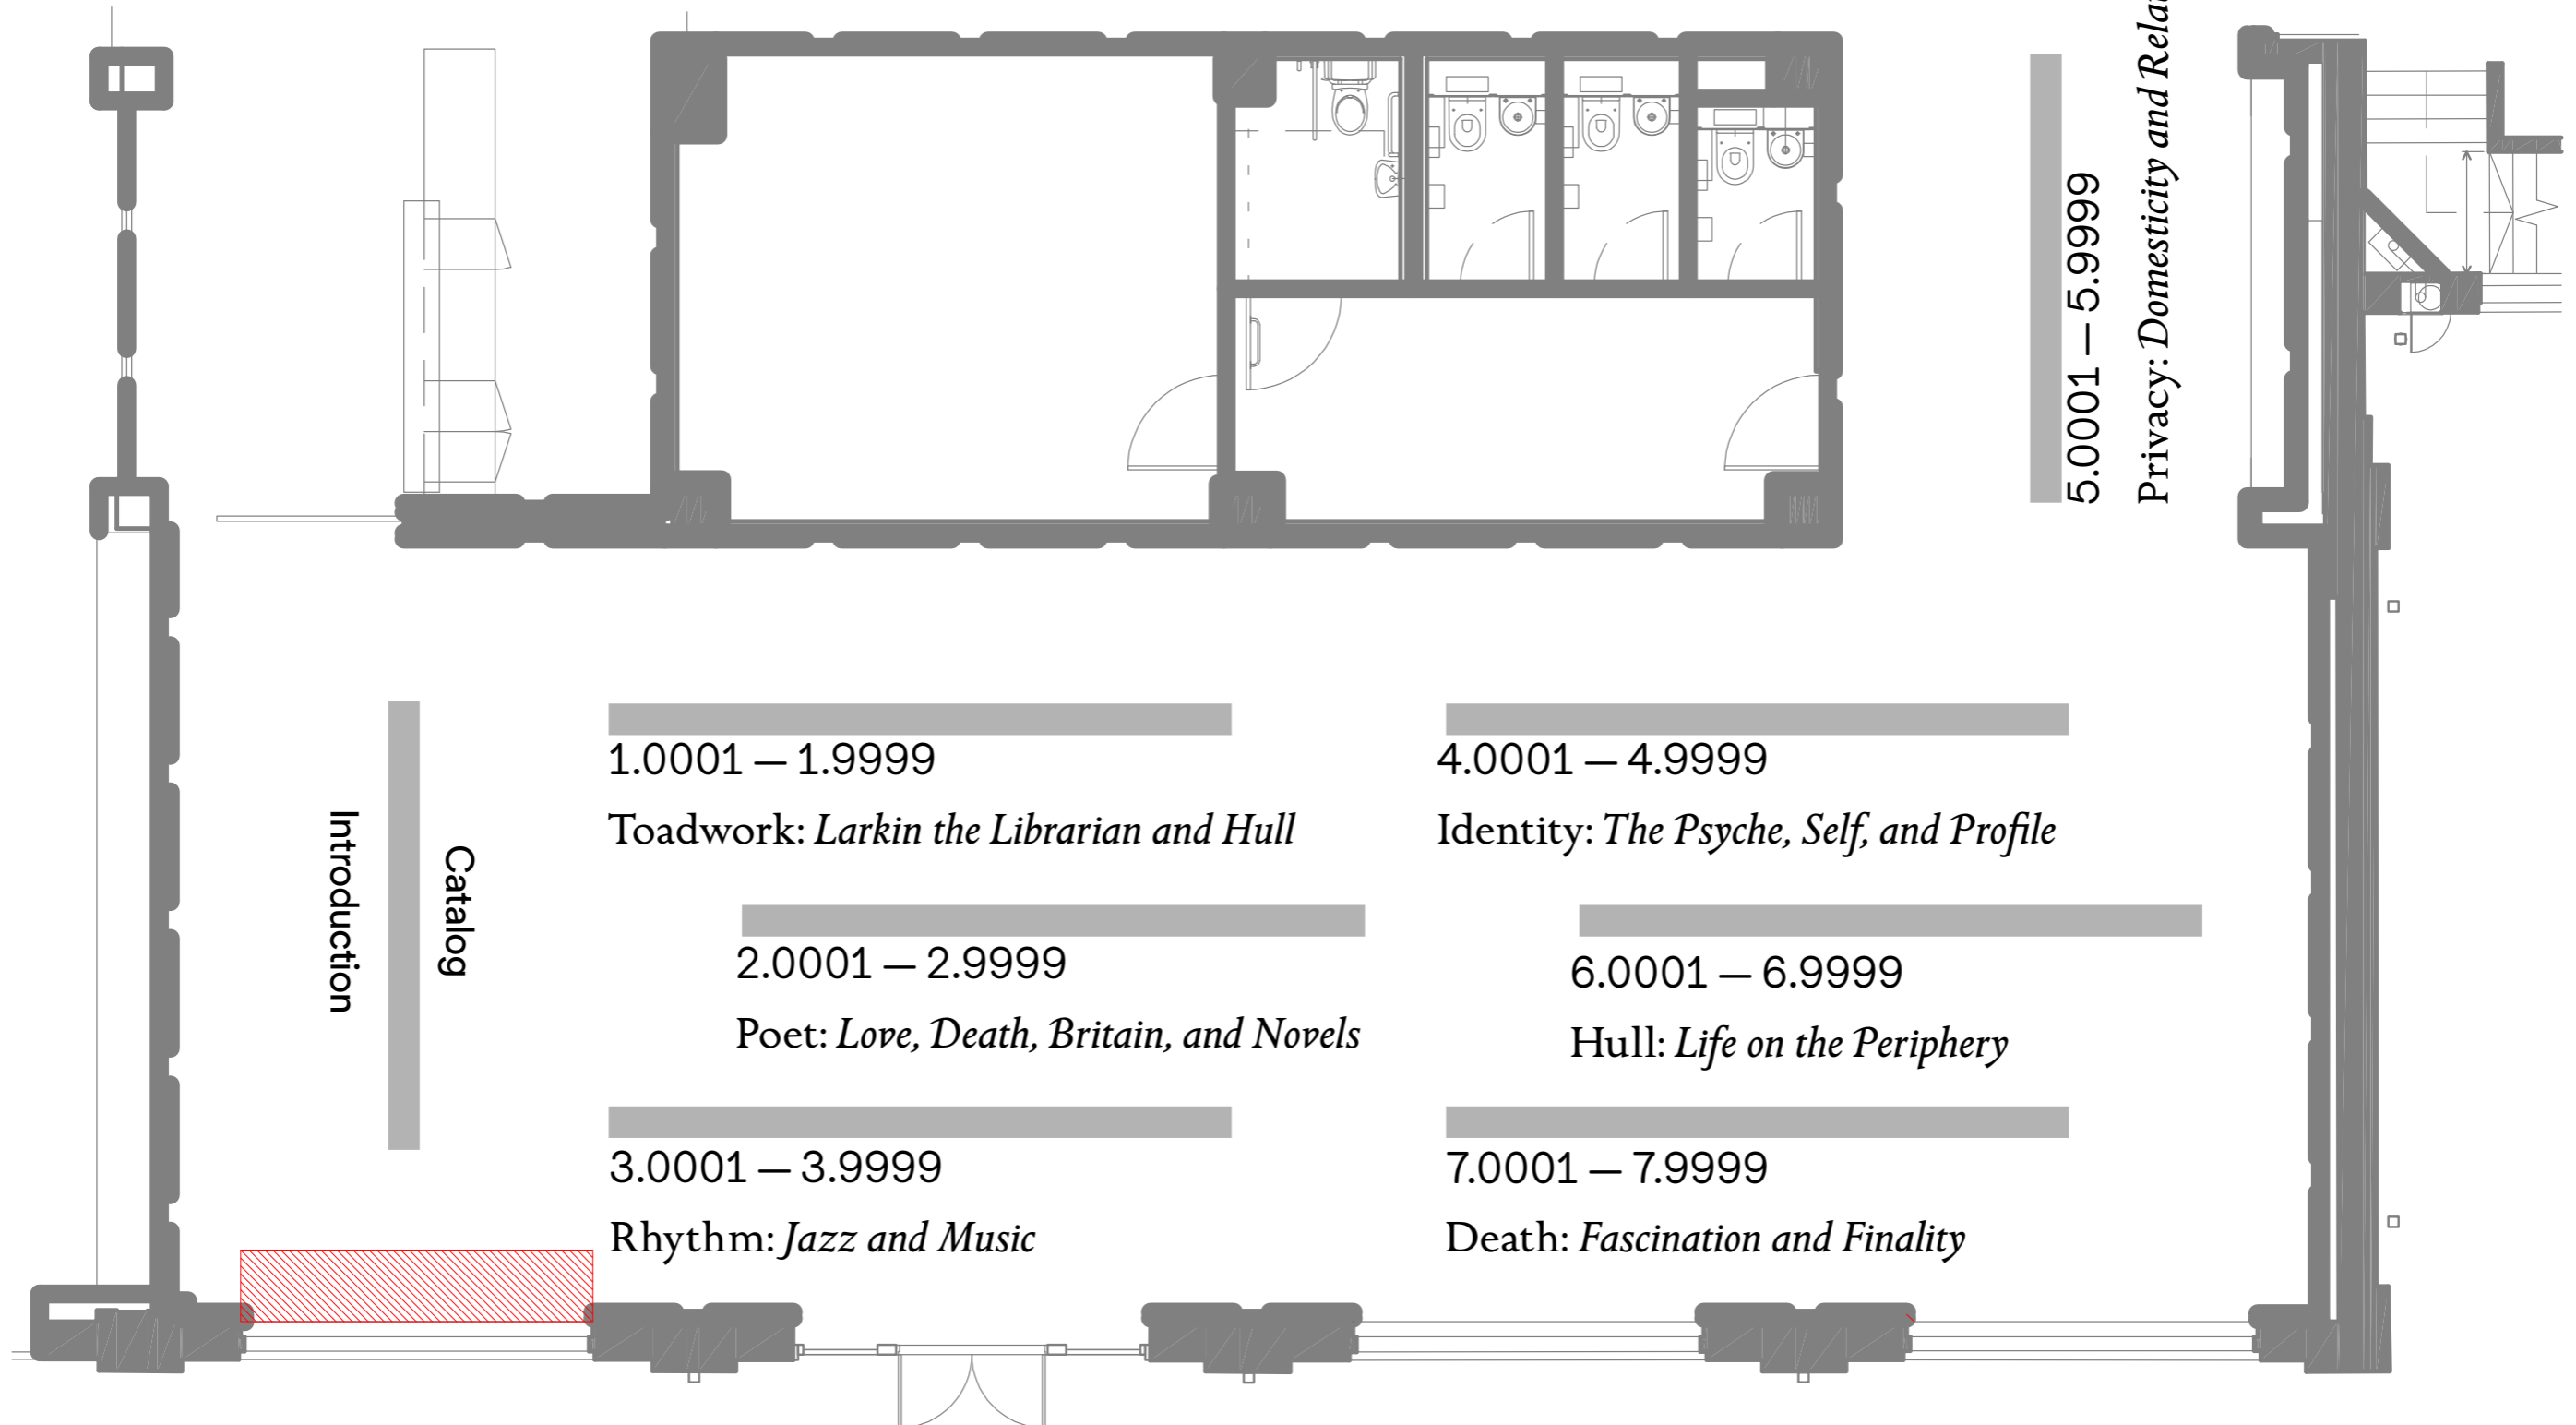 Introduction
Catalog
1.0001 — 1.9999
Toadwork: Larkin the Librarian and Hull
2.0001 — 2.9999
Poet: Love, Death, Britain, and Novels
3.0001 — 3.9999
Rhythm: Jazz and Music
4.0001 — 4.9999
Identity: The Psyche, Self, and Profile
5.0001 — 5.9999
Privacy: Domesticity and
6.0001 — 6.9999
Hull: Life on the Periphery
7.0001 — 7.9999
Death: Fascination and Finality